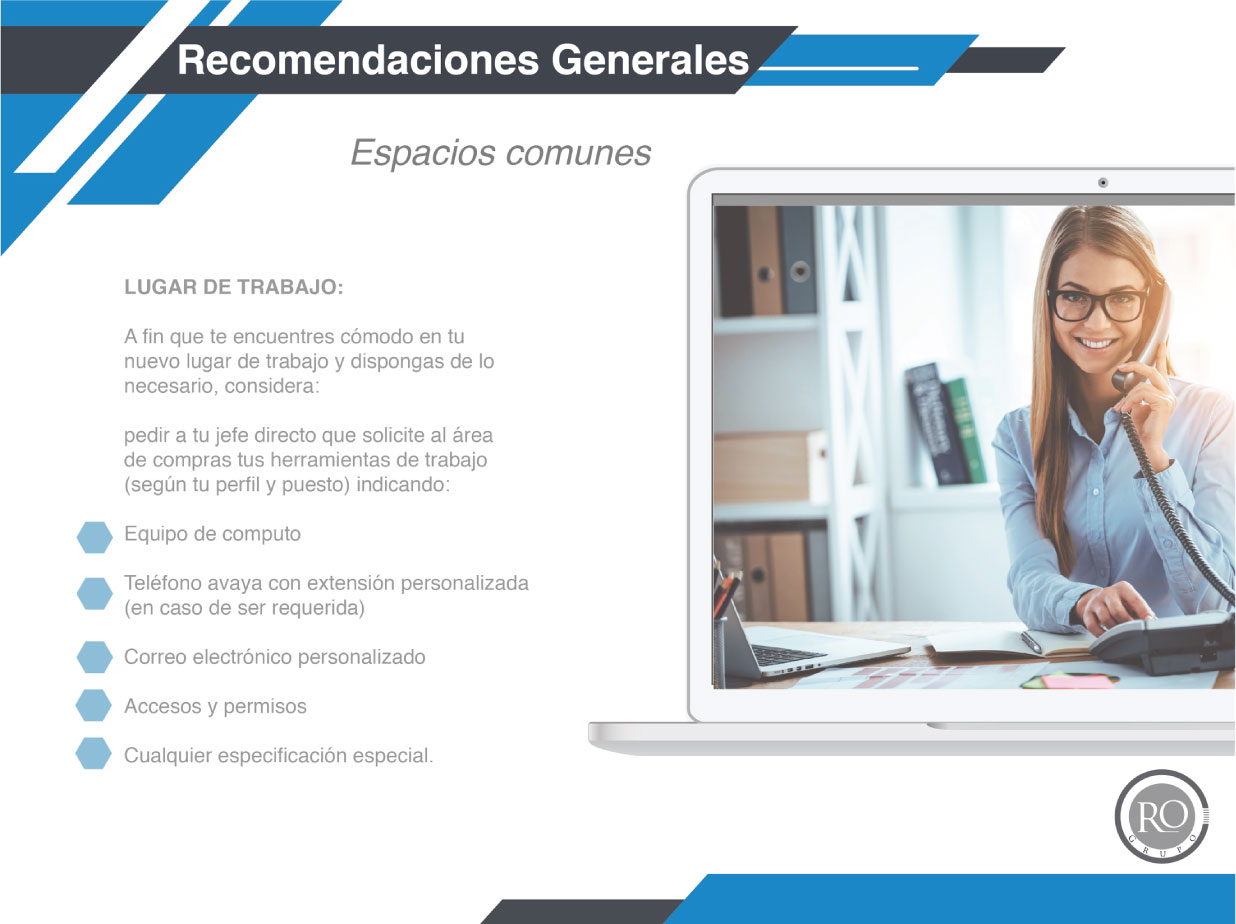 Recomendaciones Generales
Espacios comunes
LUGAR DE TRABAJO:
A fin que te encuentres cómodo en tu
nuevo lugar de trabajo y dispongas de lo
necesario, considera:
pedir a tu jefe directo que solicite al área
de compras tus herramientas de trabajo
(según tu perfil y puesto) indicando:
Equipo de computo
Teléfono avaya con extensión personalizada
(en caso de ser requerida)
Correo electrónico personalizado
Accesos y permisos
Cualquier especificación especial.
RO
GRUPO